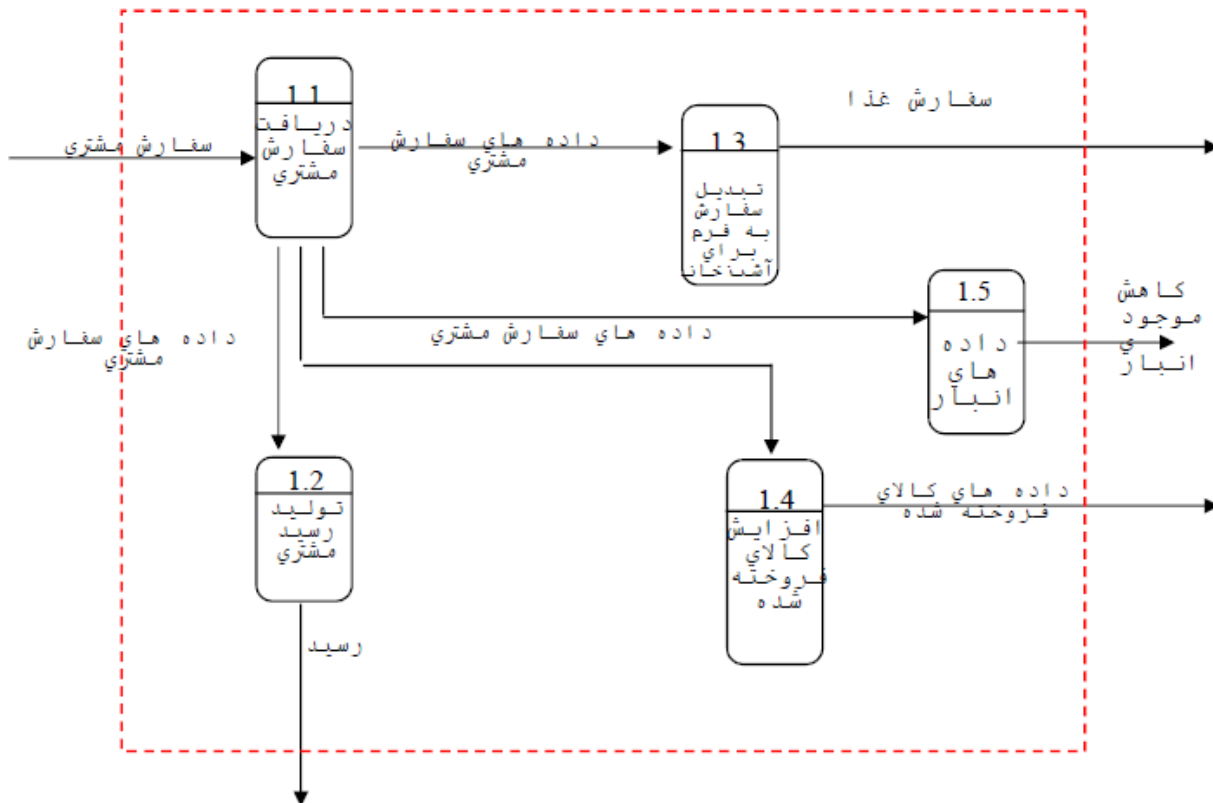 سفارش مشتري
1.1
دريافت
سفارش
مشتري
داده هاي سفارش
مشتري
1.3
تبديل
سفارش
به فرم
براي
آشپزخان
سفارش غذا
1.5
داده
هاي
انبار
کاهش
موجود
ي
انبار
داده هاي سفارش مشتري
داده هاي سفارش
مشتري
1.2
توليد
رسيد
مشتري
رسيد
1.4
افزايش
کالاي
فروخته
شده
داده هاي کالاي
فروخته شده